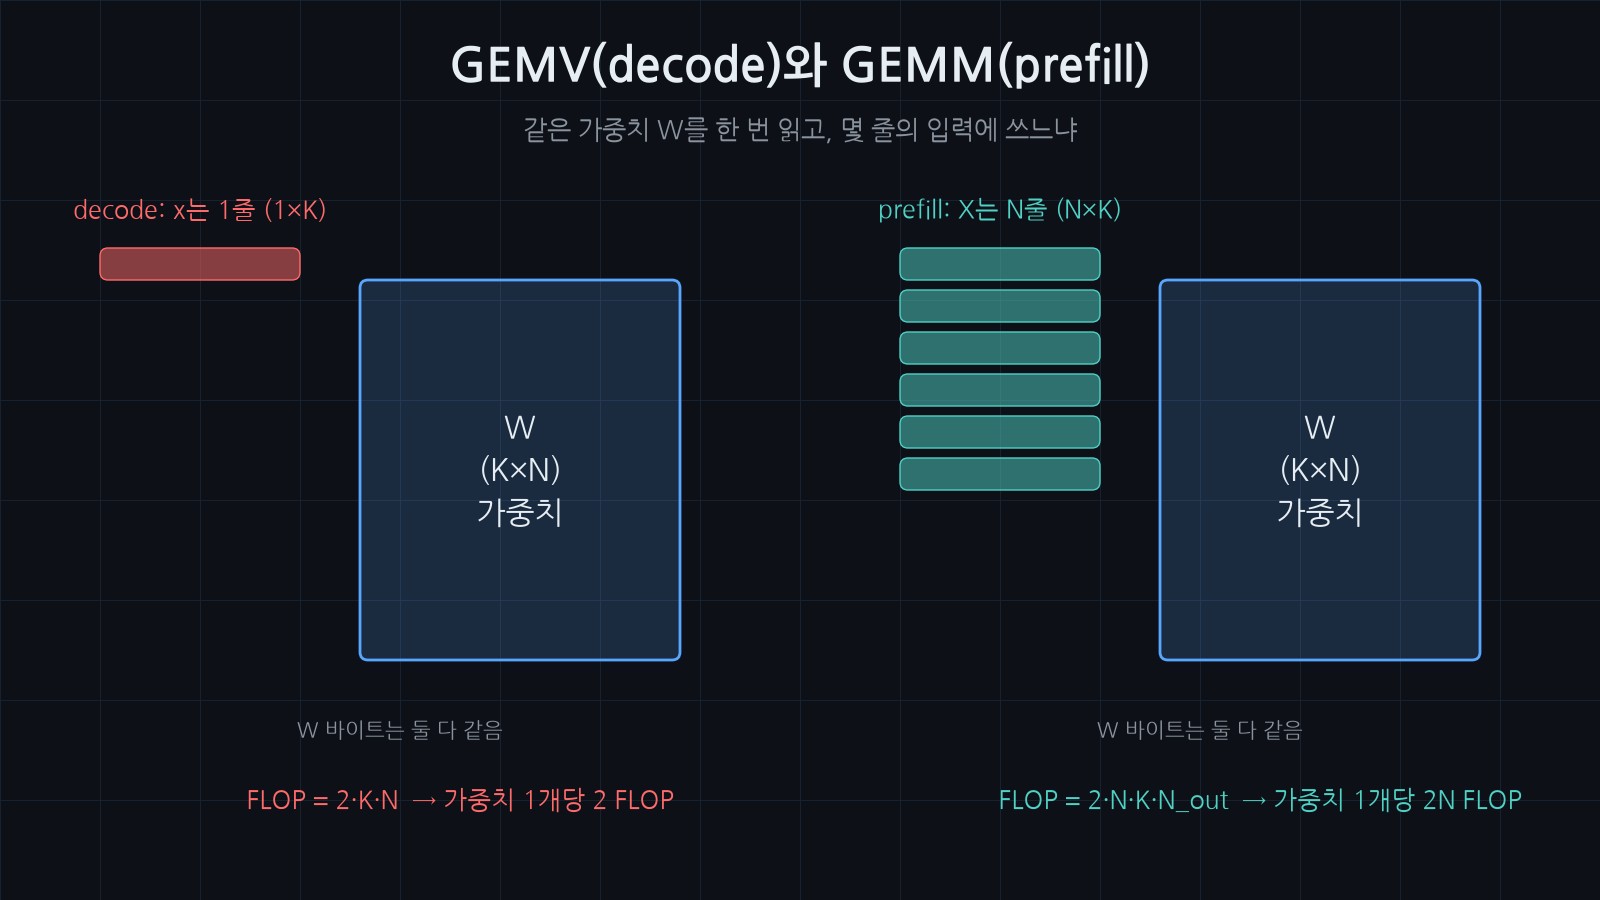 GEMV(decode)와 GEMM(prefill)
같은 가중치 W를 한 번 읽고, 몇 줄의 입력에 쓰느냐
decode: x는 1줄 (1×K)
W
(K×N)
가중치
W 바이트는 둘 다 같음
FLOP = 2·K·N → 가중치 1개당 2 FLOP
prefill: X는 N줄 (N×K)
W
(K×N)
가중치
W 바이트는 둘 다 같음
FLOP = 2·N·K·N_out → 가중치 1개당 2N FLOP